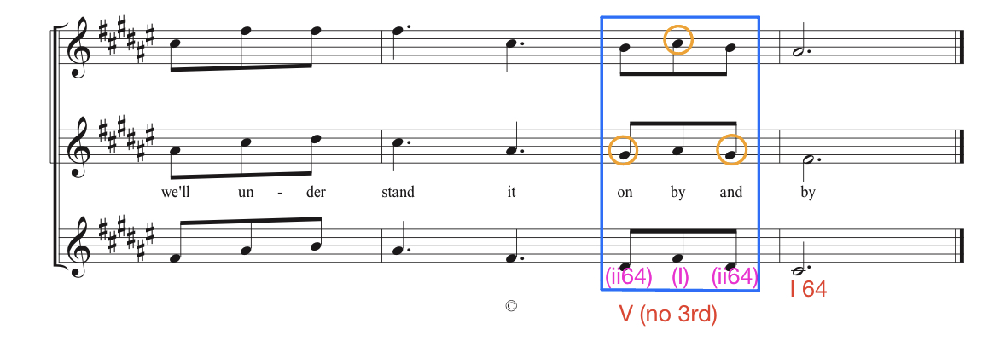 we'll un - der stand it on by and by
(ii64) (I) (ii64)
I 64
©
V (no 3rd)